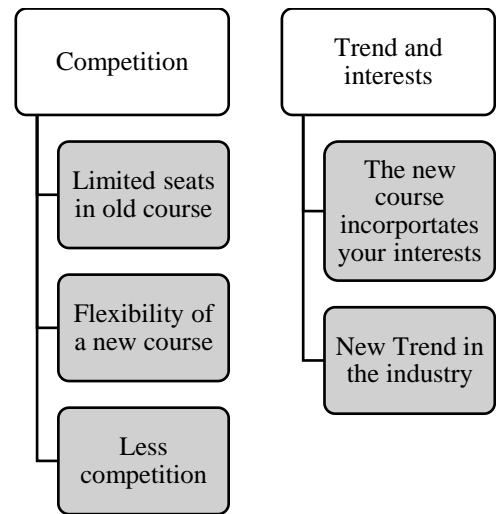 Competition
Limited seats
in old course
Flexibility of
a new course
Less
competition
Trend and
interests
The new
course
incorportates
your interests
New Trend in
the industry